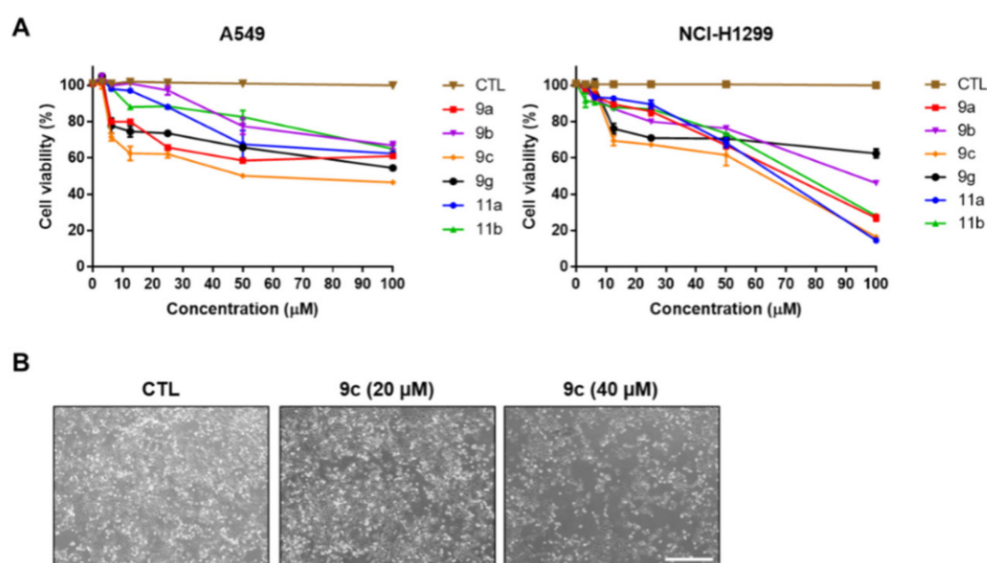 A
A549
NCI-H1299
Cell viability (%)
100
80
60
40
20
0
0 10 20 30 40 50 60 70 80 90 100
Concentration (μM)
CTL
9a
9b
9c
9g
11a
11b
Cell viability (%)
100
80
60
40
20
0
0 10 20 30 40 50 60 70 80 90 100
Concentration (μM)
CTL
9a
9b
9c
9g
11a
11b
B
CTL
9c (20 μM)
9c (40 μM)